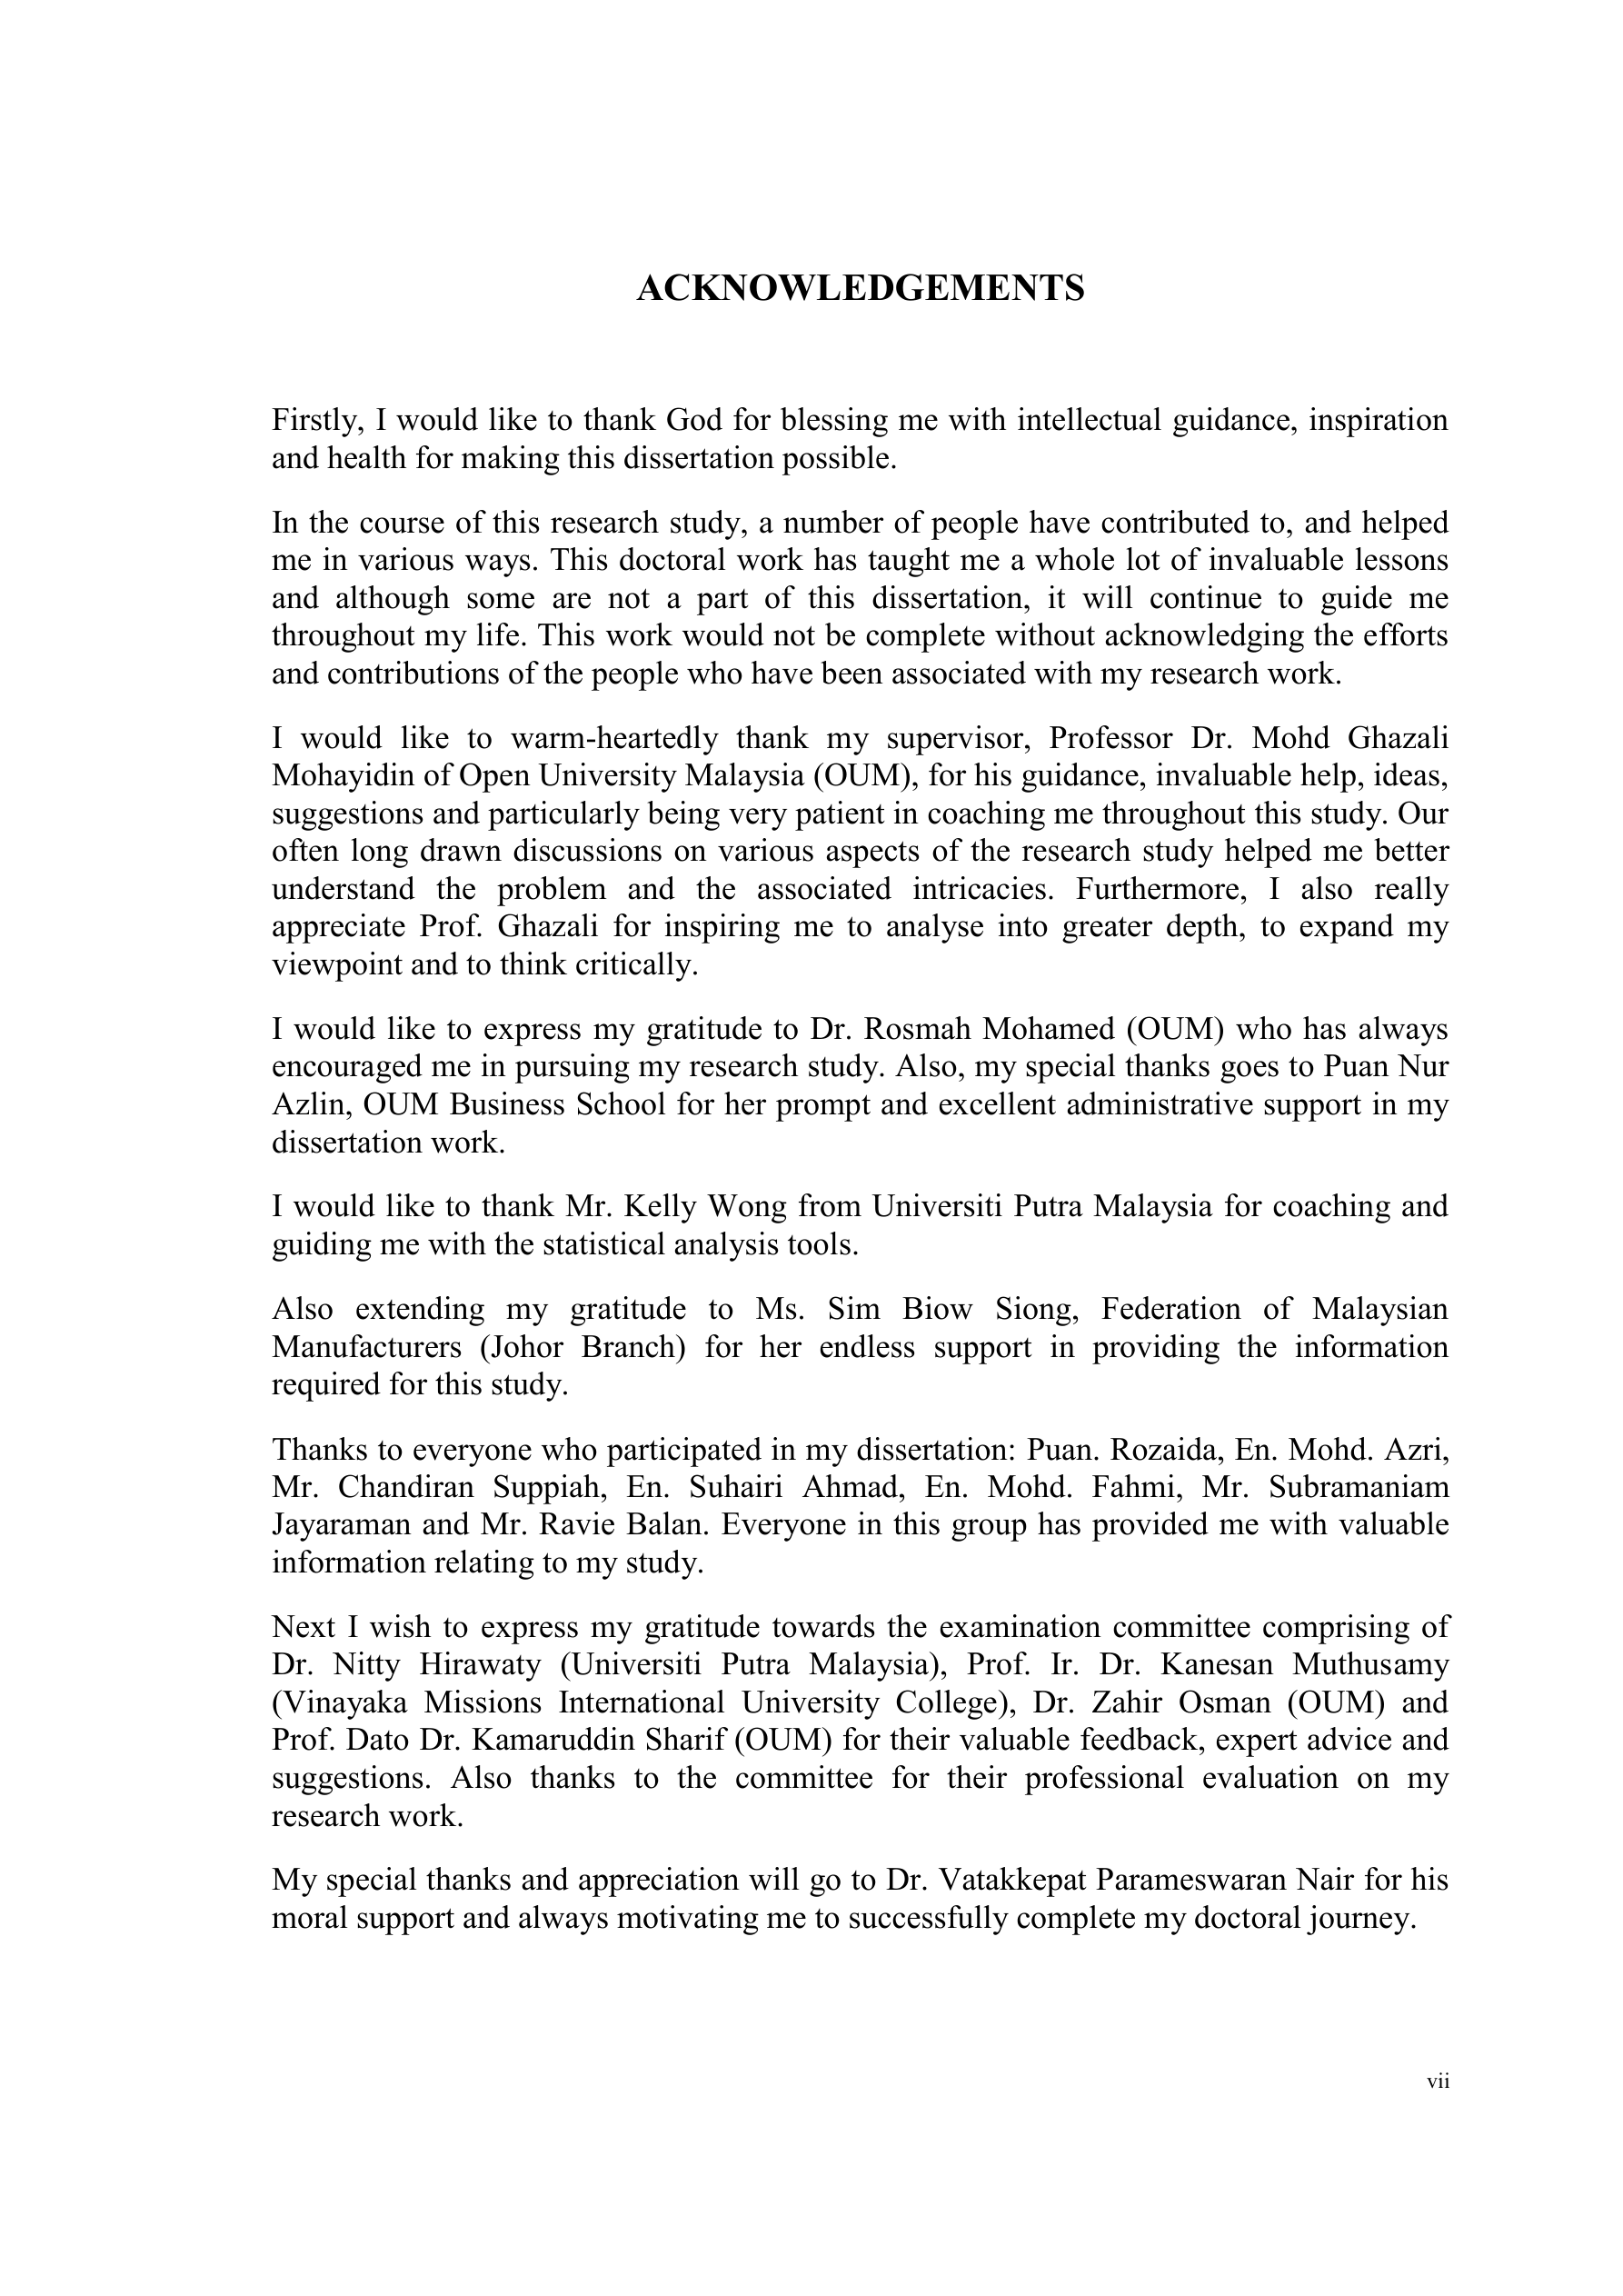 ACKNOWLEDGEMENTS
Firstly, I would like to thank God for blessing me with intellectual guidance, inspiration
and health for making this dissertation possible.
In the course of this research study, a number of people have contributed to, and helped
me in various ways. This doctoral work has taught me a whole lot of invaluable lessons
and although some are not a part of this dissertation, it will continue to guide me
throughout my life. This work would not be complete without acknowledging the efforts
and contributions of the people who have been associated with my research work.
I would like to warm-heartedly thank my supervisor, Professor Dr. Mohd Ghazali
Mohayidin of Open University Malaysia (OUM), for his guidance, invaluable help, ideas,
suggestions and particularly being very patient in coaching me throughout this study. Our
often long drawn discussions on various aspects of the research study helped me better
understand the problem and the associated intricacies. Furthermore, I also really
appreciate Prof. Ghazali for inspiring me to analyse into greater depth, to expand my
viewpoint and to think critically.
I would like to express my gratitude to Dr. Rosmah Mohamed (OUM) who has always
encouraged me in pursuing my research study. Also, my special thanks goes to Puan Nur
Azlin, OUM Business School for her prompt and excellent administrative support in my
dissertation work.
I would like to thank Mr. Kelly Wong from Universiti Putra Malaysia for coaching and
guiding me with the statistical analysis tools.
Also extending my gratitude to Ms. Sim Biow Siong, Federation of Malaysian
Manufacturers (Johor Branch) for her endless support in providing the information
required for this study.
Thanks to everyone who participated in my dissertation: Puan. Rozaida, En. Mohd. Azri,
Mr. Chandiran Suppiah, En. Suhairi Ahmad, En. Mohd. Fahmi, Mr. Subramaniam
Jayaraman and Mr. Ravie Balan. Everyone in this group has provided me with valuable
information relating to my study.
Next I wish to express my gratitude towards the examination committee comprising of
Dr. Nitty Hirawaty (Universiti Putra Malaysia), Prof. Ir. Dr. Kanesan Muthusamy
(Vinayaka Missions International University College), Dr. Zahir Osman (OUM) and
Prof. Dato Dr. Kamaruddin Sharif (OUM) for their valuable feedback, expert advice and
suggestions. Also thanks to the committee for their professional evaluation on my
research work.
My special thanks and appreciation will go to Dr. Vatakkepat Parameswaran Nair for his
moral support and always motivating me to successfully complete my doctoral journey.
vii